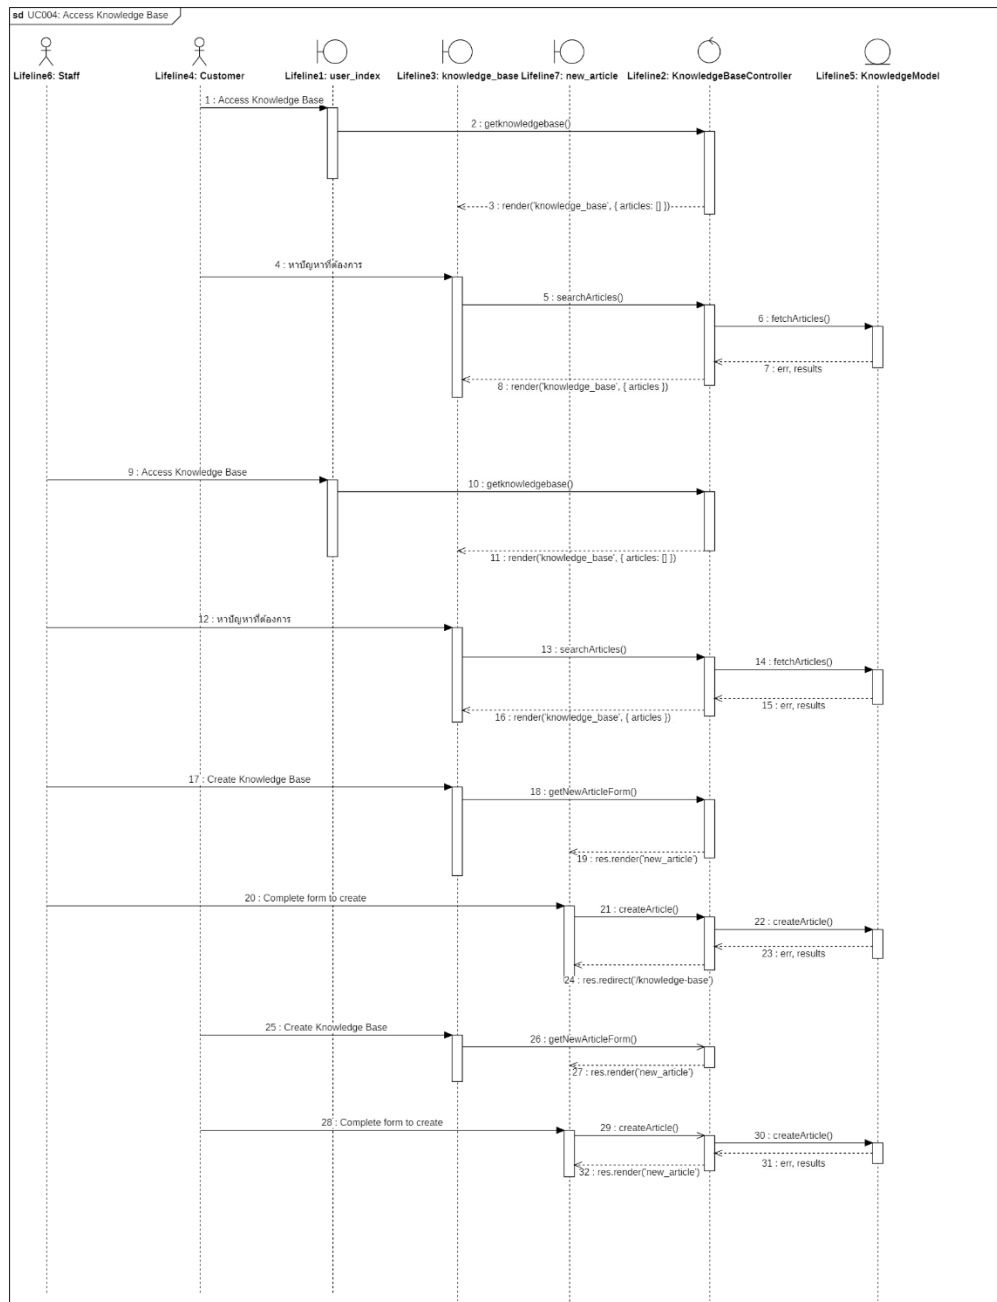 sd UC004: Access Knowledge Base
Lifeline6: Staff
Lifeline4: Customer
Lifeline1: user_index
Lifeline3: knowledge_base
Lifeline7: new_article
Lifeline2: KnowledgeBaseController
Lifeline5: KnowledgeModel
1 : Access Knowledge Base
2 : getknowledgebase()
3 : render('knowledge_base', { articles: [] })
4 : หาปัญหาที่ต้องการ
5 : searchArticles()
6 : fetchArticles()
7 : err, results
8 : render('knowledge_base', { articles })
9 : Access Knowledge Base
10 : getknowledgebase()
11 : render('knowledge_base', { articles: [] })
12 : หาปัญหาที่ต้องการ
13 : searchArticles()
14 : fetchArticles()
15 : err, results
16 : render('knowledge_base', { articles })
17 : Create Knowledge Base
18 : getNewArticleForm()
19 : res.render('new_article')
20 : Complete form to create
21 : createArticle()
22 : createArticle()
23 : err, results
24 : res.redirect('/knowledge-base')
25 : Create Knowledge Base
26 : getNewArticleForm()
27 : res.render('new_article')
28 : Complete form to create
29 : createArticle()
30 : createArticle()
31 : err, results
32 : res.render('new_article')